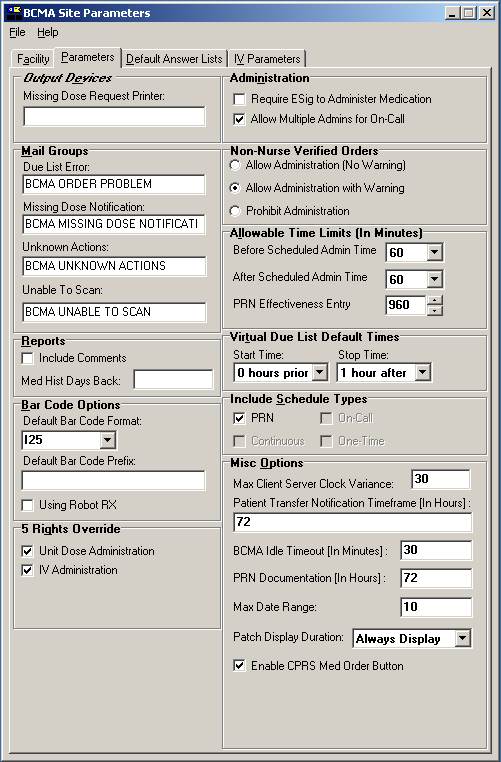 BCMA Site Parameters
File Help
Facility Parameters Default Answer Lists IV Parameters
Output Devices
Missing Dose Request Printer:
Mail Groups
Due List Error:
BCMA ORDER PROBLEM
Missing Dose Notification:
BCMA MISSING DOSE NOTIFICATI
Unknown Actions:
BCMA UNKNOWN ACTIONS
Unable To Scan:
BCMA UNABLE TO SCAN
Reports
Include Comments
Med Hist Days Back:
Bar Code Options
Default Bar Code Format:
I25
Default Bar Code Prefix:
Using Robot RX
5 Rights Override
Unit Dose Administration
IV Administration
Administration
Require ESig to Administer Medication
Allow Multiple Admins for On-Call
Non-Nurse Verified Orders
Allow Administration (No Warning)
Allow Administration with Warning
Prohibit Administration
Allowable Time Limits (In Minutes)
Before Scheduled Admin Time 60
After Scheduled Admin Time 60
PRN Effectiveness Entry 960
Virtual Due List Default Times
Start Time: Stop Time:
0 hours prior 1 hour after
Include Schedule Types
PRN On-Call
Continuous One-Time
Misc Options
Max Client Server Clock Variance: 30
Patient Transfer Notification Timeframe [In Hours] :
72
BCMA Idle Timeout [In Minutes] : 30
PRN Documentation [In Hours] : 72
Max Date Range: 10
Patch Display Duration: Always Display
Enable CPRS Med Order Button